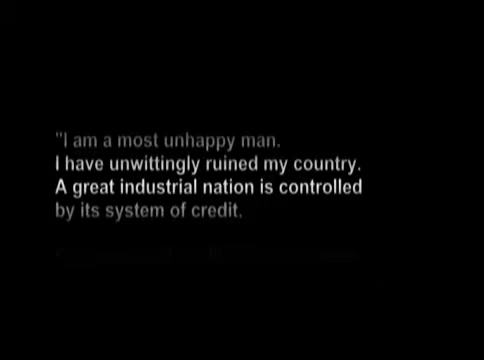 "I am a most unhappy man.
I have unwittingly ruined my country.
A great industrial nation is controlled
by its system of credit.